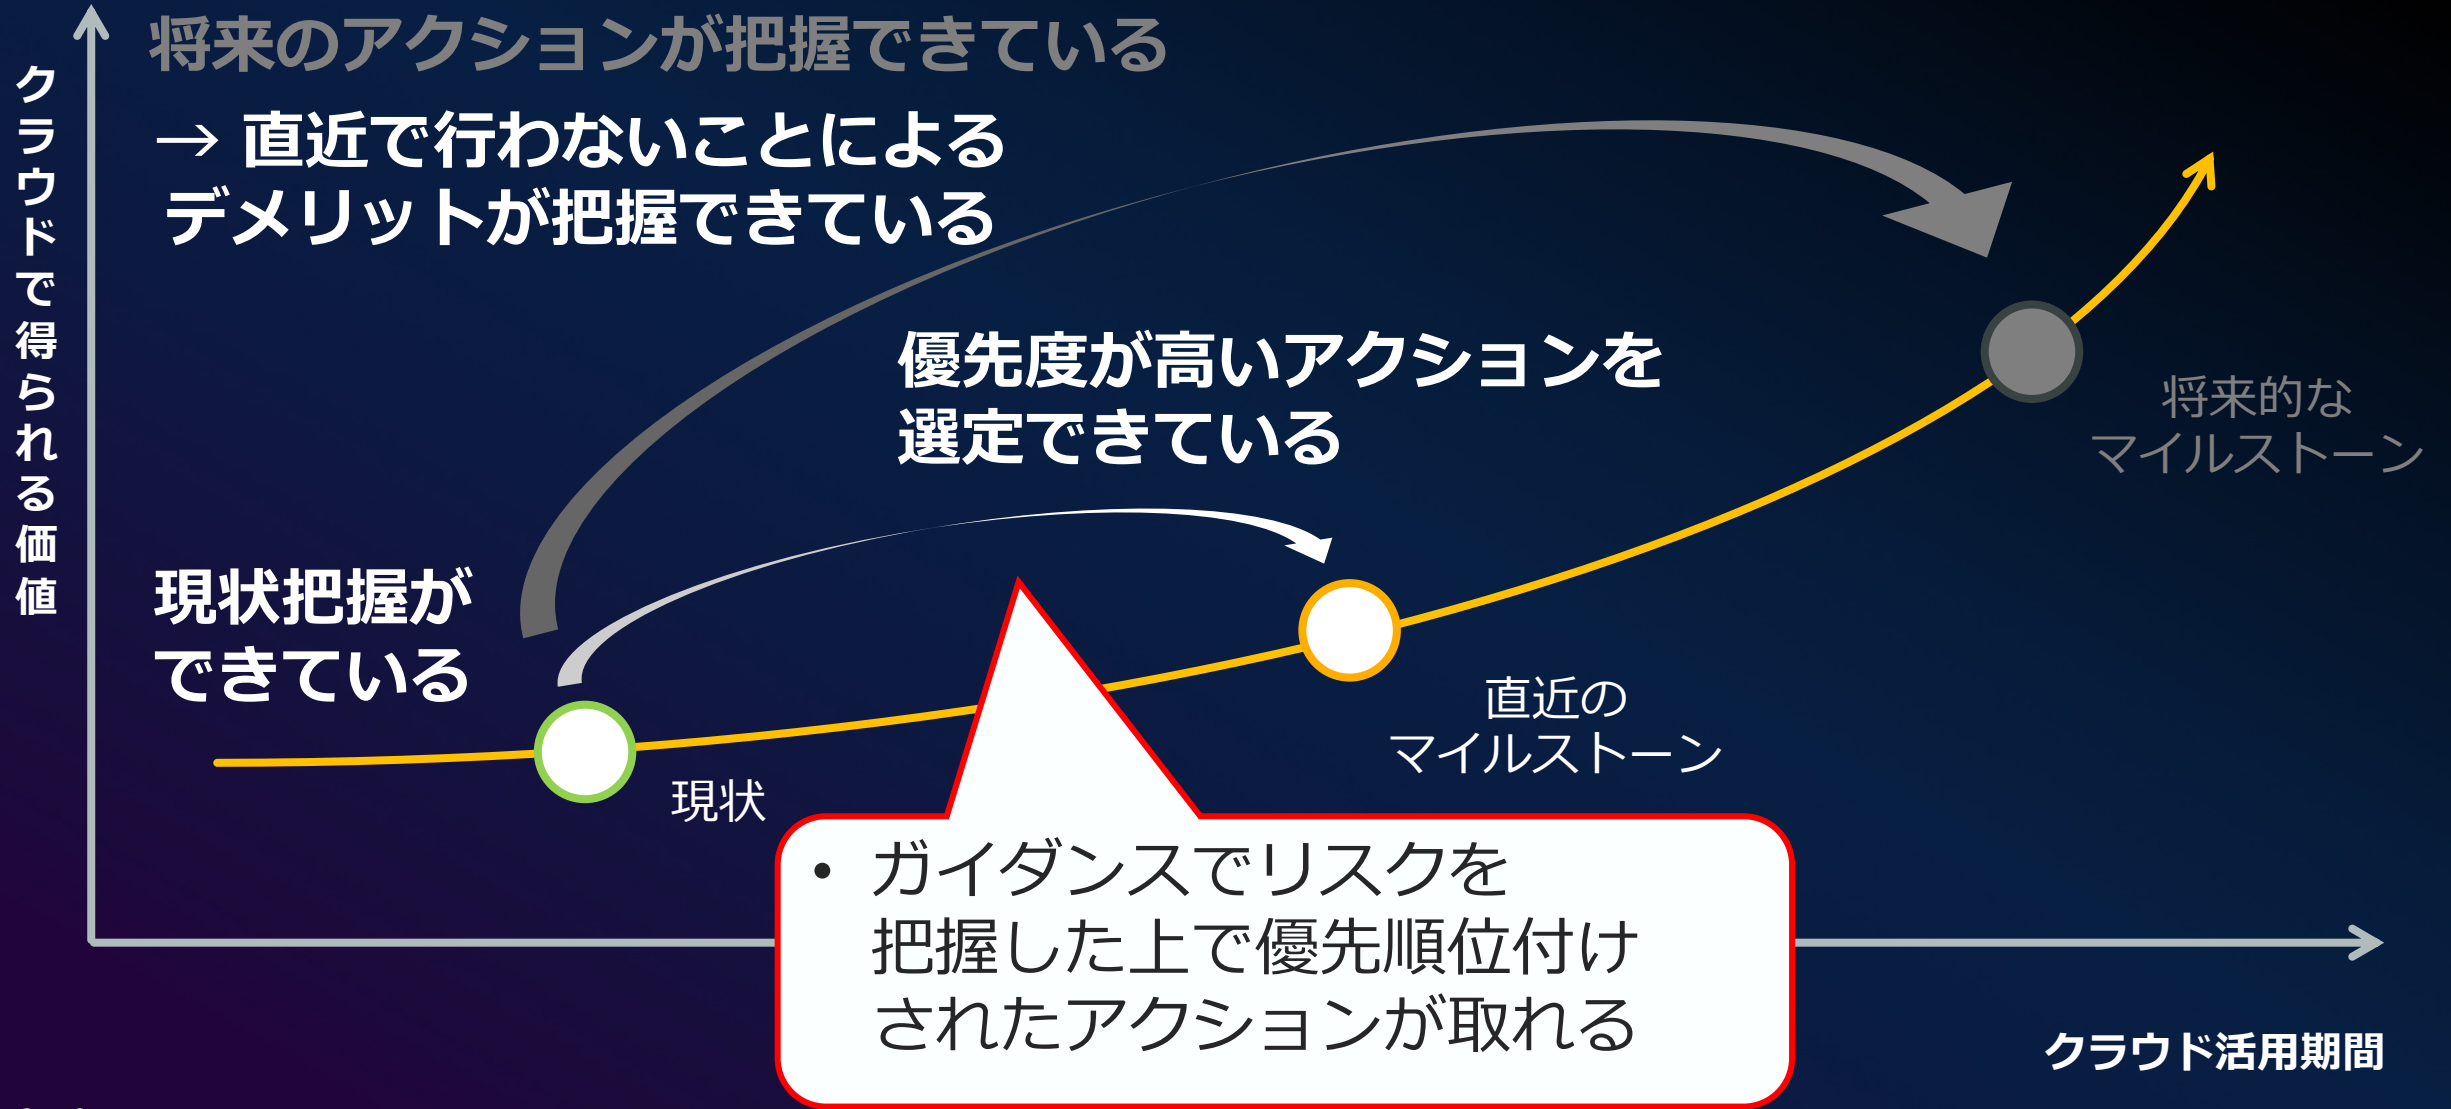 将来のアクションが把握できている
→ 直近で行わないことによる
デメリットが把握できている
クラウドで得られる価値
優先度が高いアクションを
選定できている
将来的な
マイルストーン
現状把握が
できている
直近の
マイルストーン
現状
• ガイダンスでリスクを
把握した上で優先順位付け
されたアクションが取れる
クラウド活用期間